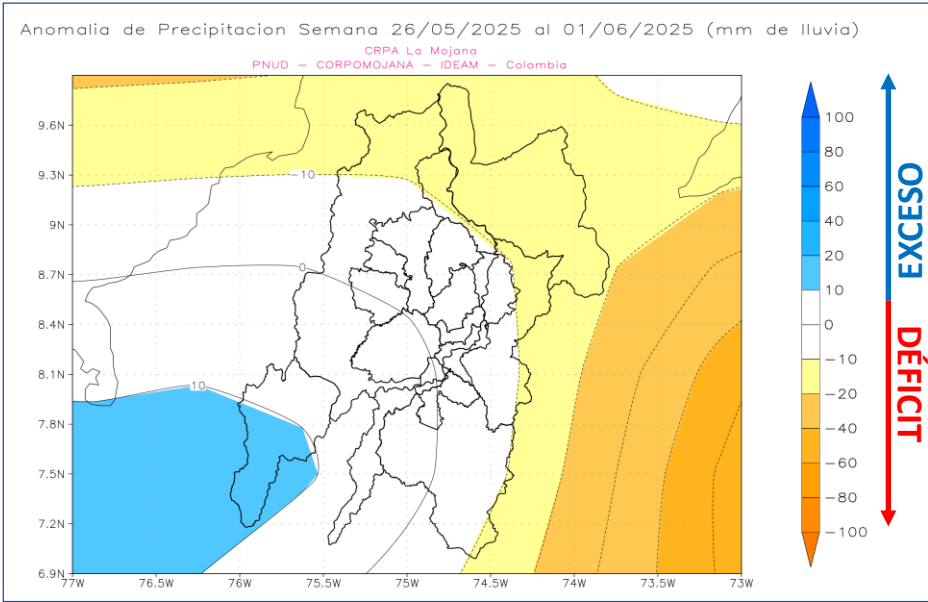 Anomalia de Precipitacion Semana 26/05/2025 al 01/06/2025 (mm de lluvia)
CRPA La Mojana
PNUD – CORPOMOJANA – IDEAM – Colombia
9.6N
9.3N
9N
8.7N
8.4N
8.1N
7.8N
7.5N
7.2N
6.9N
77W
76.5W
76W
75.5W
75W
74.5W
74W
73.5W
73W
-10
0
10
100
80
60
40
20
10
0
-10
-20
-40
-60
-80
-100
EXCESO
DÉFICIT